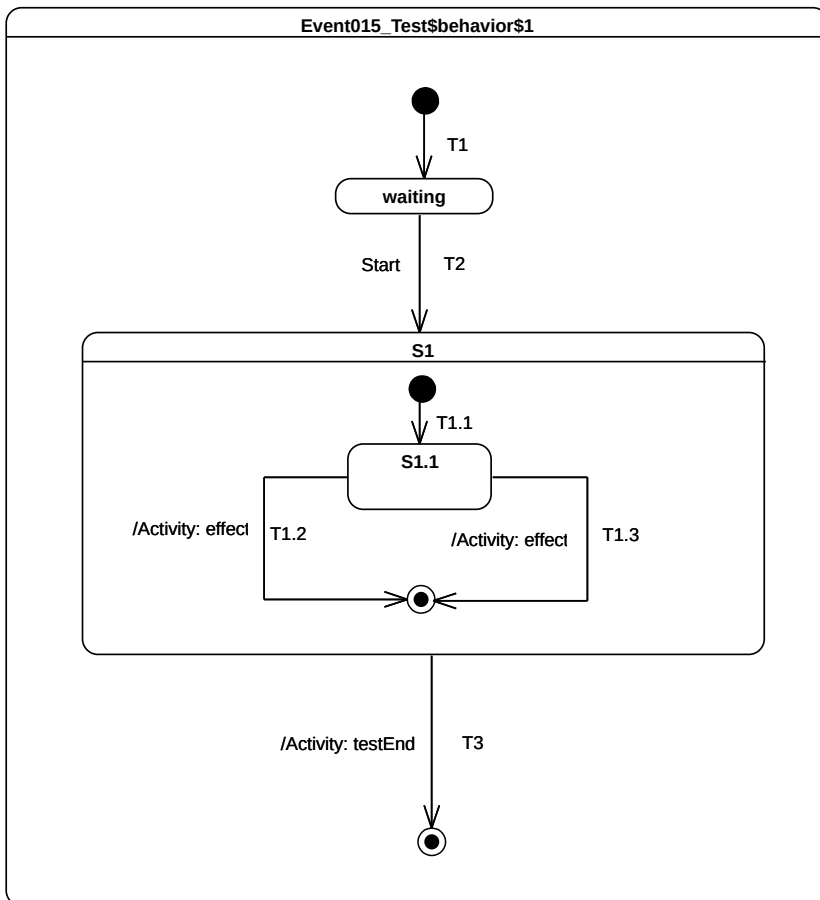 Event015_Test$behavior$1
T1
waiting
Start
T2
S1
T1.1
S1.1
/Activity: effect
T1.2
/Activity: effect
T1.3
/Activity: testEnd
T3